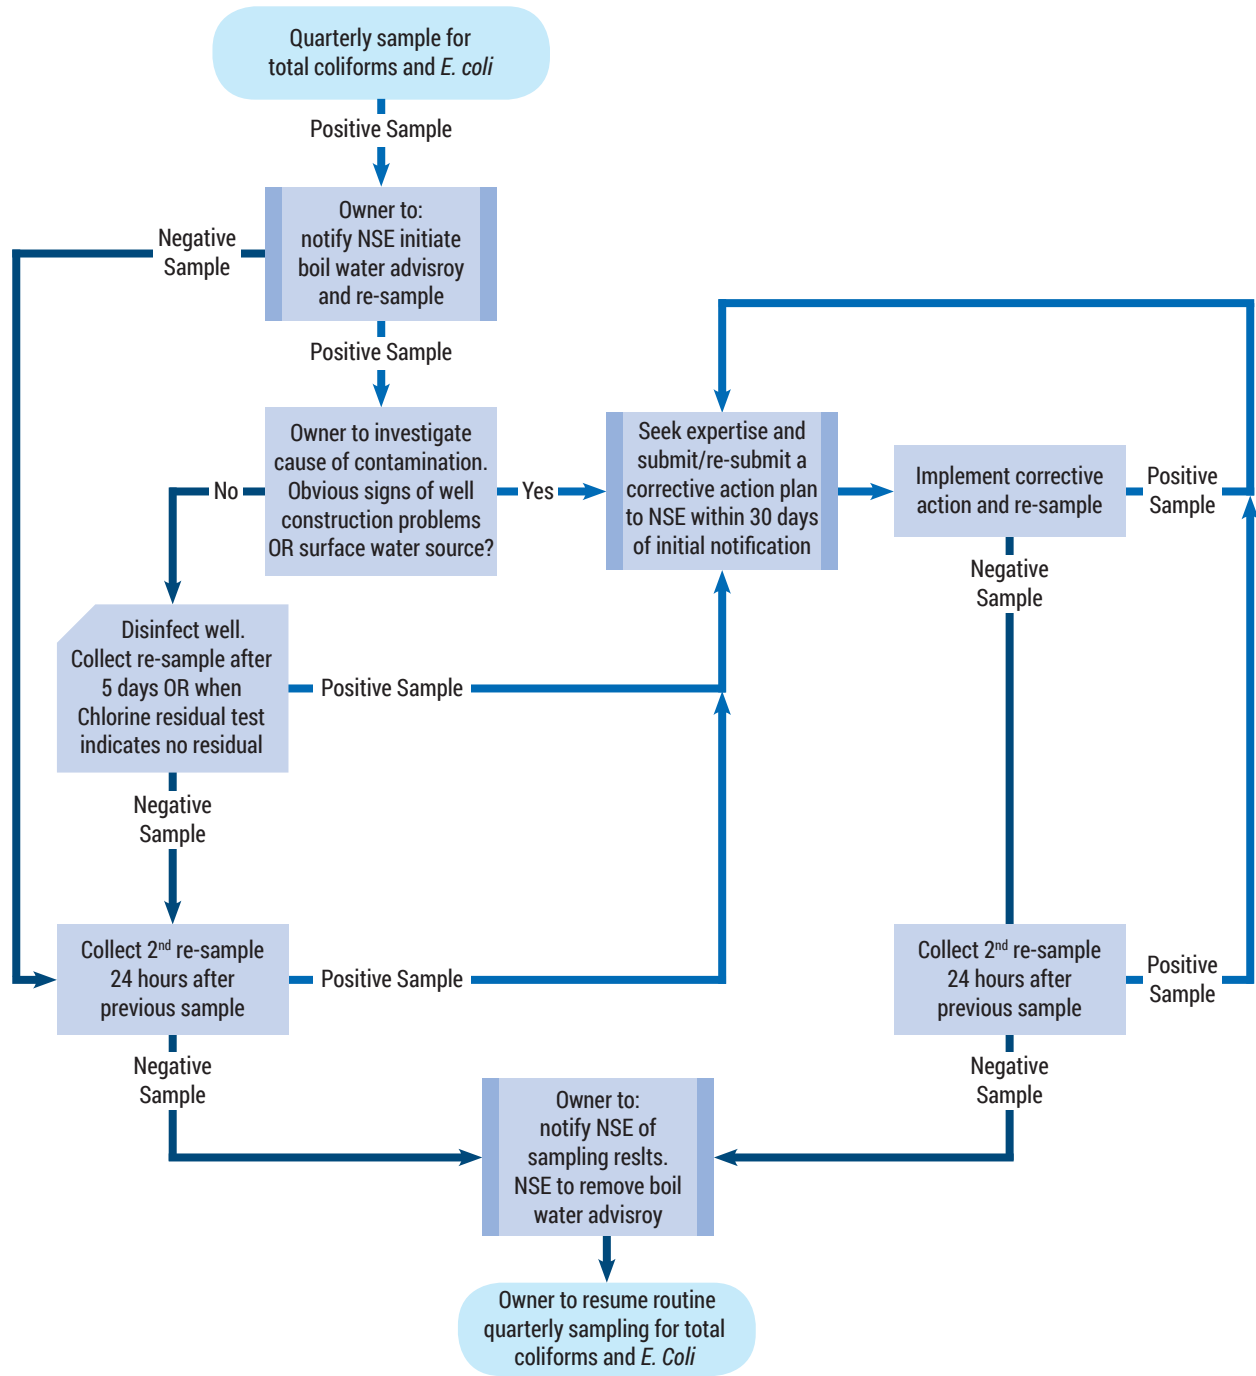 Quarterly sample for
total coliforms and E. coli
Positive Sample
Owner to:
notify NSE initiate
boil water advisroy
and re-sample
Negative
Sample
Positive Sample
Owner to investigate
cause of contamination.
Obvious signs of well
construction problems
OR surface water source?
No
Yes
Seek expertise and
submit/re-submit a
corrective action plan
to NSE within 30 days
of initial notification
Implement corrective
action and re-sample
Positive
Sample
Negative
Sample
Disinfect well.
Collect re-sample after
5 days OR when
Chlorine residual test
indicates no residual
Positive Sample
Negative
Sample
Collect 2nd re-sample
24 hours after
previous sample
Positive Sample
Collect 2nd re-sample
24 hours after
previous sample
Positive
Sample
Negative
Sample
Negative
Sample
Owner to:
notify NSE of
sampling reslts.
NSE to remove boil
water advisroy
Owner to resume routine
quarterly sampling for total
coliforms and E. Coli